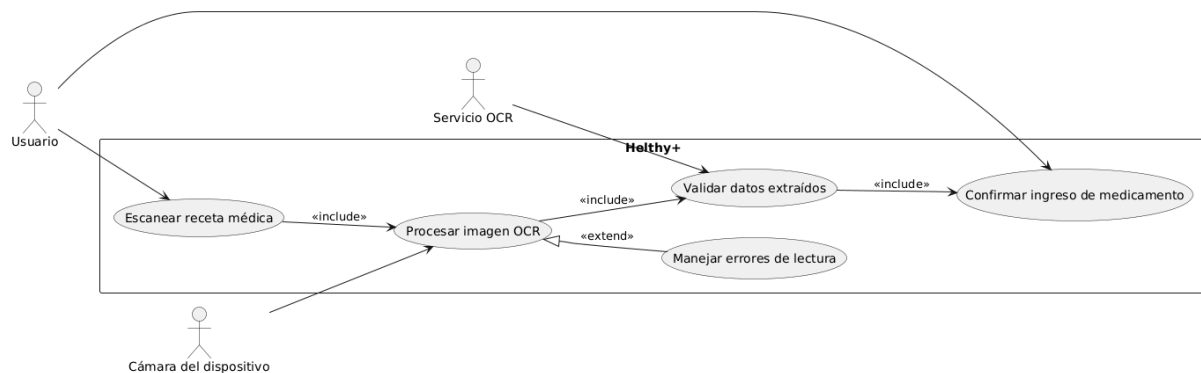 Servicio OCR
Usuario
Helthy+
Validar datos extraídos
«include»
Confirmar ingreso de medicamento
«include»
Escanear receta médica
«include»
Procesar imagen OCR
«extend»
Manejar errores de lectura
Cámara del dispositivo